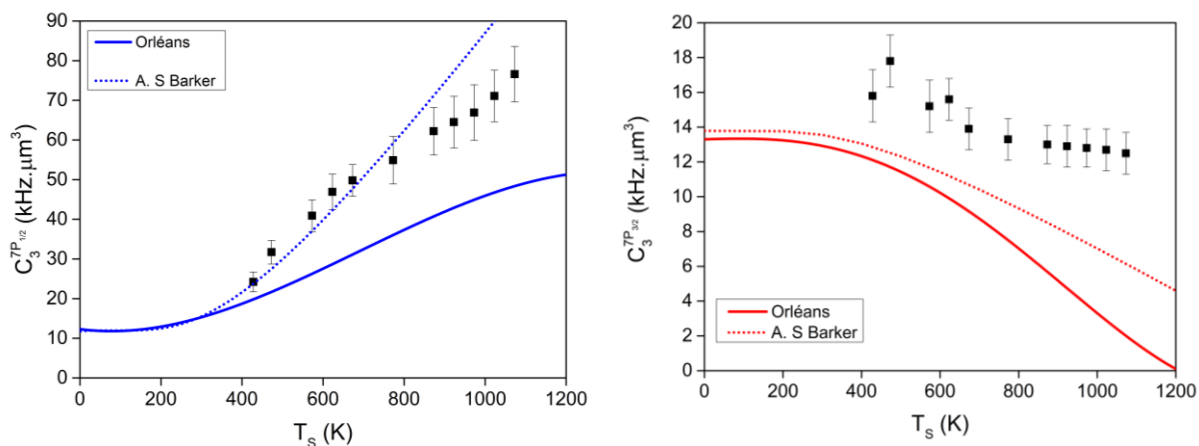 90
80
70
60
50
40
30
20
10
0
C₃^7P₁/₂ (kHz.μm³)
Orléans
A. S Barker
0 200 400 600 800 1000 1200
T_S (K)
20
18
16
14
12
10
8
6
4
2
0
C₃^7P₃/₂ (kHz.μm³)
Orléans
A. S Barker
0 200 400 600 800 1000 1200
T_S (K)